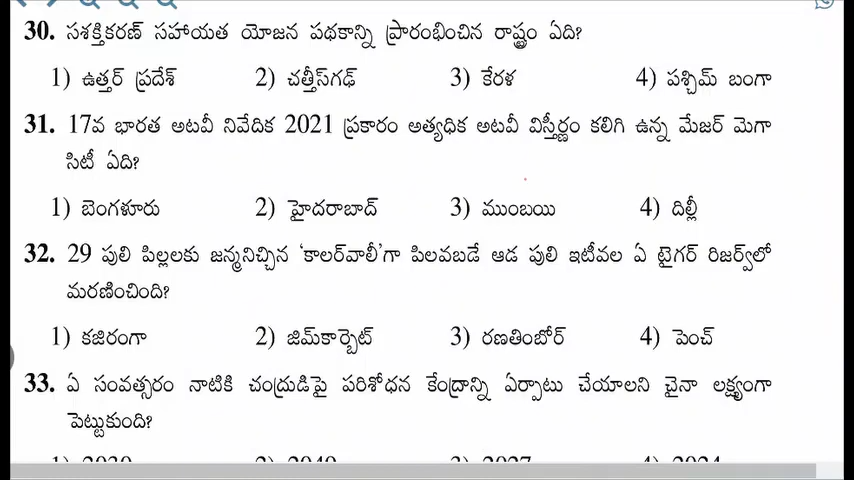 30. సశక్తికరణ్ సహాయత యోజన పథకాన్ని ప్రారంభించిన రాష్ట్రం ఏది?
1) ఉత్తర్ ప్రదేశ్ 2) చత్తీస్‌గఢ్ 3) కేరళ 4) పశ్చిమ్ బంగా
31. 17వ భారత అటవీ నివేదిక 2021 ప్రకారం అత్యధిక అటవీ విస్తీర్ణం కలిగి ఉన్న మేజర్ మెగా
సిటీ ఏది?
1) బెంగళూరు 2) హైదరాబాద్ 3) ముంబయి 4) దిల్లీ
32. 29 పులి పిల్లలకు జన్మనిచ్చిన 'కాలర్‌వాలీ'గా పిలవబడే ఆడ పులి ఇటీవల ఏ టైగర్ రిజర్వ్‌లో
మరణించింది?
1) కజిరంగా 2) జిమ్‌కార్బెట్ 3) రణతింబోర్ 4) పెంచ్
33. ఏ సంవత్సరం నాటికి చంద్రుడిపై పరిశోధన కేంద్రాన్ని ఏర్పాటు చేయాలని చైనా లక్ష్యంగా
పెట్టుకుంది?